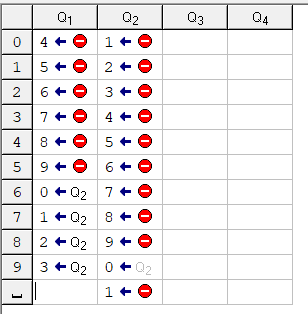 Q₁ Q₂ Q₃ Q₄
0 4 ← ⛔ 1 ← ⛔
1 5 ← ⛔ 2 ← ⛔
2 6 ← ⛔ 3 ← ⛔
3 7 ← ⛔ 4 ← ⛔
4 8 ← ⛔ 5 ← ⛔
5 9 ← ⛔ 6 ← ⛔
6 0 ← Q₂ 7 ← ⛔
7 1 ← Q₂ 8 ← ⛔
8 2 ← Q₂ 9 ← ⛔
9 3 ← Q₂ 0 ← Q₂
␣ 1 ← ⛔